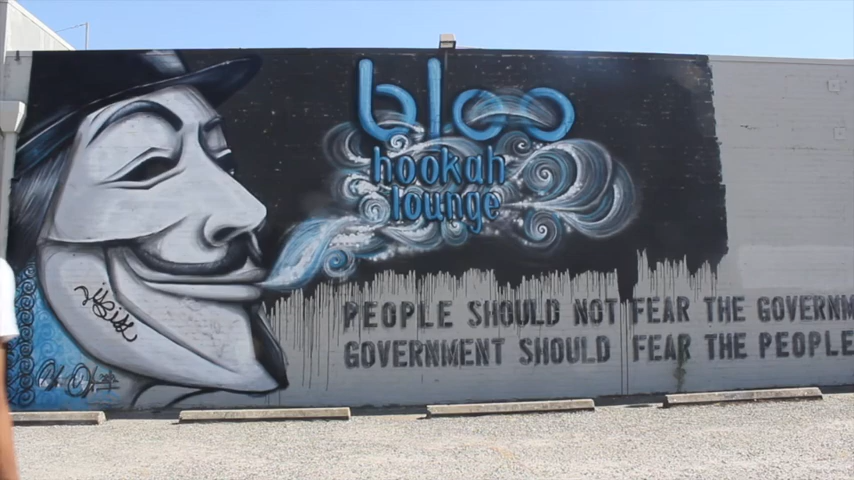 bloo
hookah
lounge
PEOPLE SHOULD NOT FEAR THE GOVERNM
GOVERNMENT SHOULD FEAR THE PEOPLE